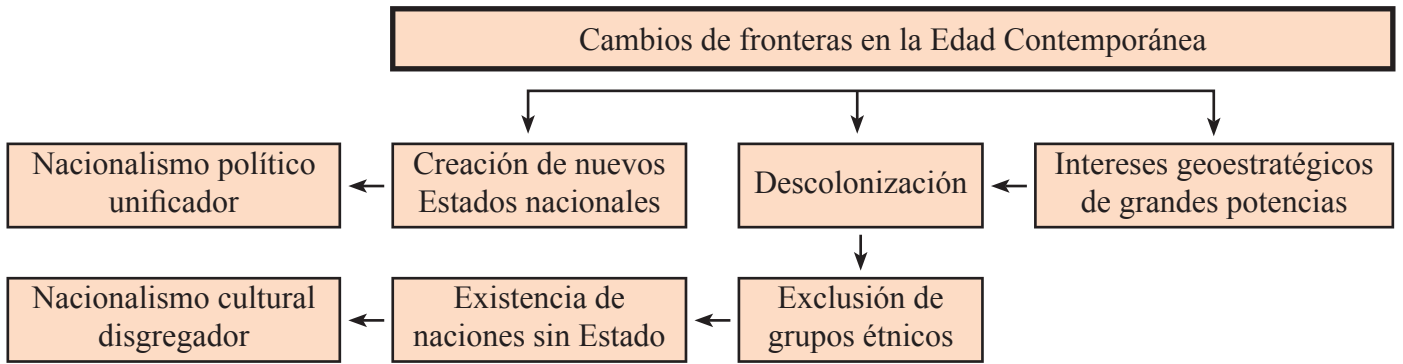 Cambios de fronteras en la Edad Contemporánea
Nacionalismo político
unificador
Creación de nuevos
Estados nacionales
Descolonización
Intereses geoestratégicos
de grandes potencias
Nacionalismo cultural
disgregador
Existencia de
naciones sin Estado
Exclusión de
grupos étnicos